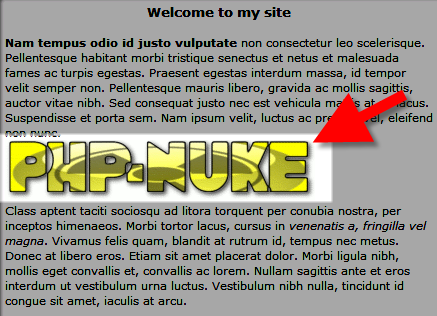 Welcome to my site
Nam tempus odio id justo vulputate non consectetur leo scelerisque.
Pellentesque habitant morbi tristique senectus et netus et malesuada
fames ac turpis egestas. Praesent egestas interdum massa, id tempor
velit semper non. Pellentesque mauris libero, gravida ac mollis sagittis,
auctor vitae nibh. Sed consequat justo nec est vehicula at lacus.
Suspendisse et porta sem. Nam ipsum velit, luctus ac eleifend
non nunc.
PHP-NUKE
Class aptent taciti sociosqu ad litora torquent per conubia nostra, per
inceptos himenaeos. Morbi tortor lacus, cursus in venenatis a, fringilla vel
magna. Vivamus felis quam, blandit at rutrum id, tempus nec metus.
Donec at libero eros. Etiam sit amet placerat dolor. Morbi ligula nibh,
mollis eget convallis et, convallis ac lorem. Nullam sagittis ante et eros
interdum ut vestibulum urna luctus. Vestibulum nibh nulla, tincidunt id
congue sit amet, iaculis at arcu.